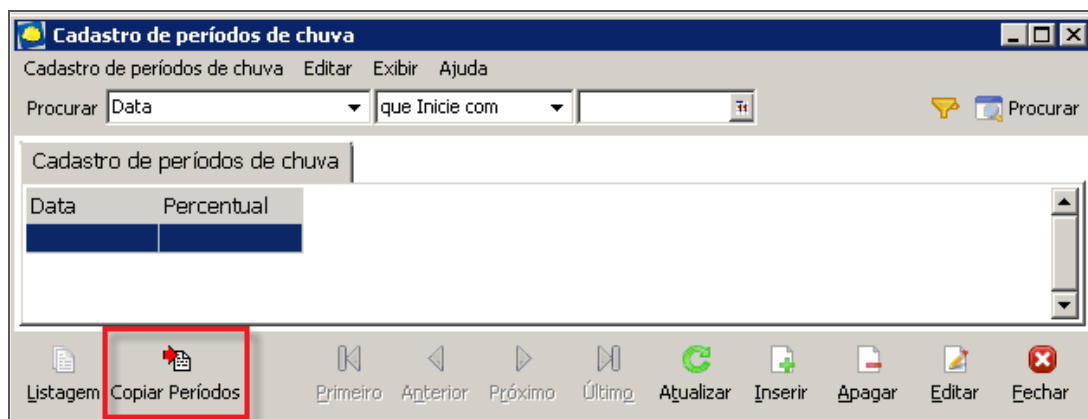 Cadastro de períodos de chuva
Cadastro de períodos de chuva Editar Exibir Ajuda
Procurar Data que Inicie com Procurar
Cadastro de períodos de chuva
Data Percentual
Listagem Copiar Períodos Primeiro Anterior Próximo Último Atualizar Inserir Apagar Editar Fechar